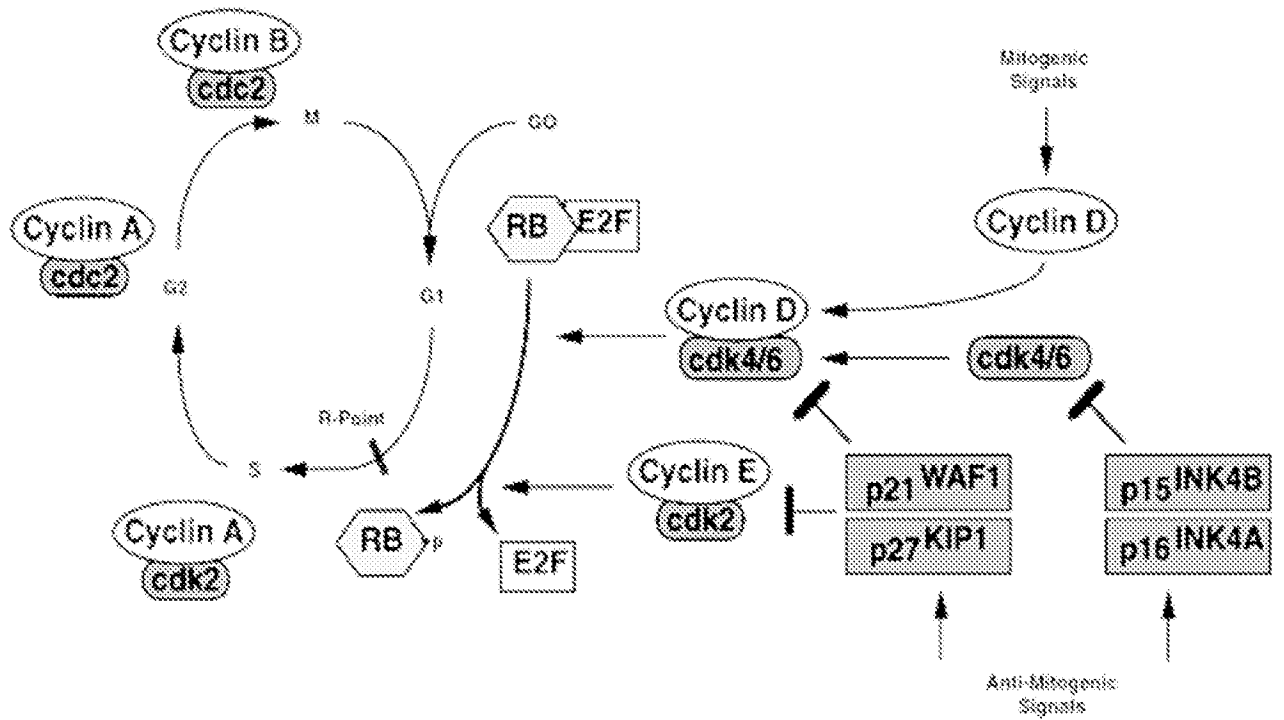 Cyclin B
cdc2
Mitogenic
Signals
M
GO
Cyclin A
cdc2
RB
E2F
Cyclin D
G2
G1
Cyclin D
cdk4/6
cdk4/6
R-Point
S
Cyclin E
cdk2
p21 WAF1
p27 KIP1
p15 INK4B
p16 INK4A
Cyclin A
cdk2
RB
p
E2F
Anti-Mitogenic
Signals